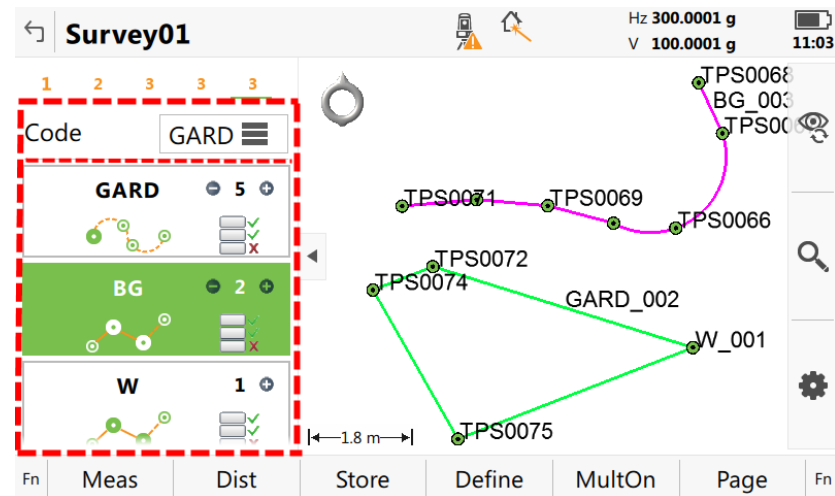 Survey01
Hz 300.0001 g
V 100.0001 g
11:03
1 2 3 3 3
Code GARD
GARD 5
BG 2
W 1
TPS0068
BG_003
TPS00
TPS0071
TPS0069
TPS0066
TPS0072
TPS0074
GARD_002
W_001
TPS0075
1.8 m
Fn Meas Dist Store Define MultOn Page Fn